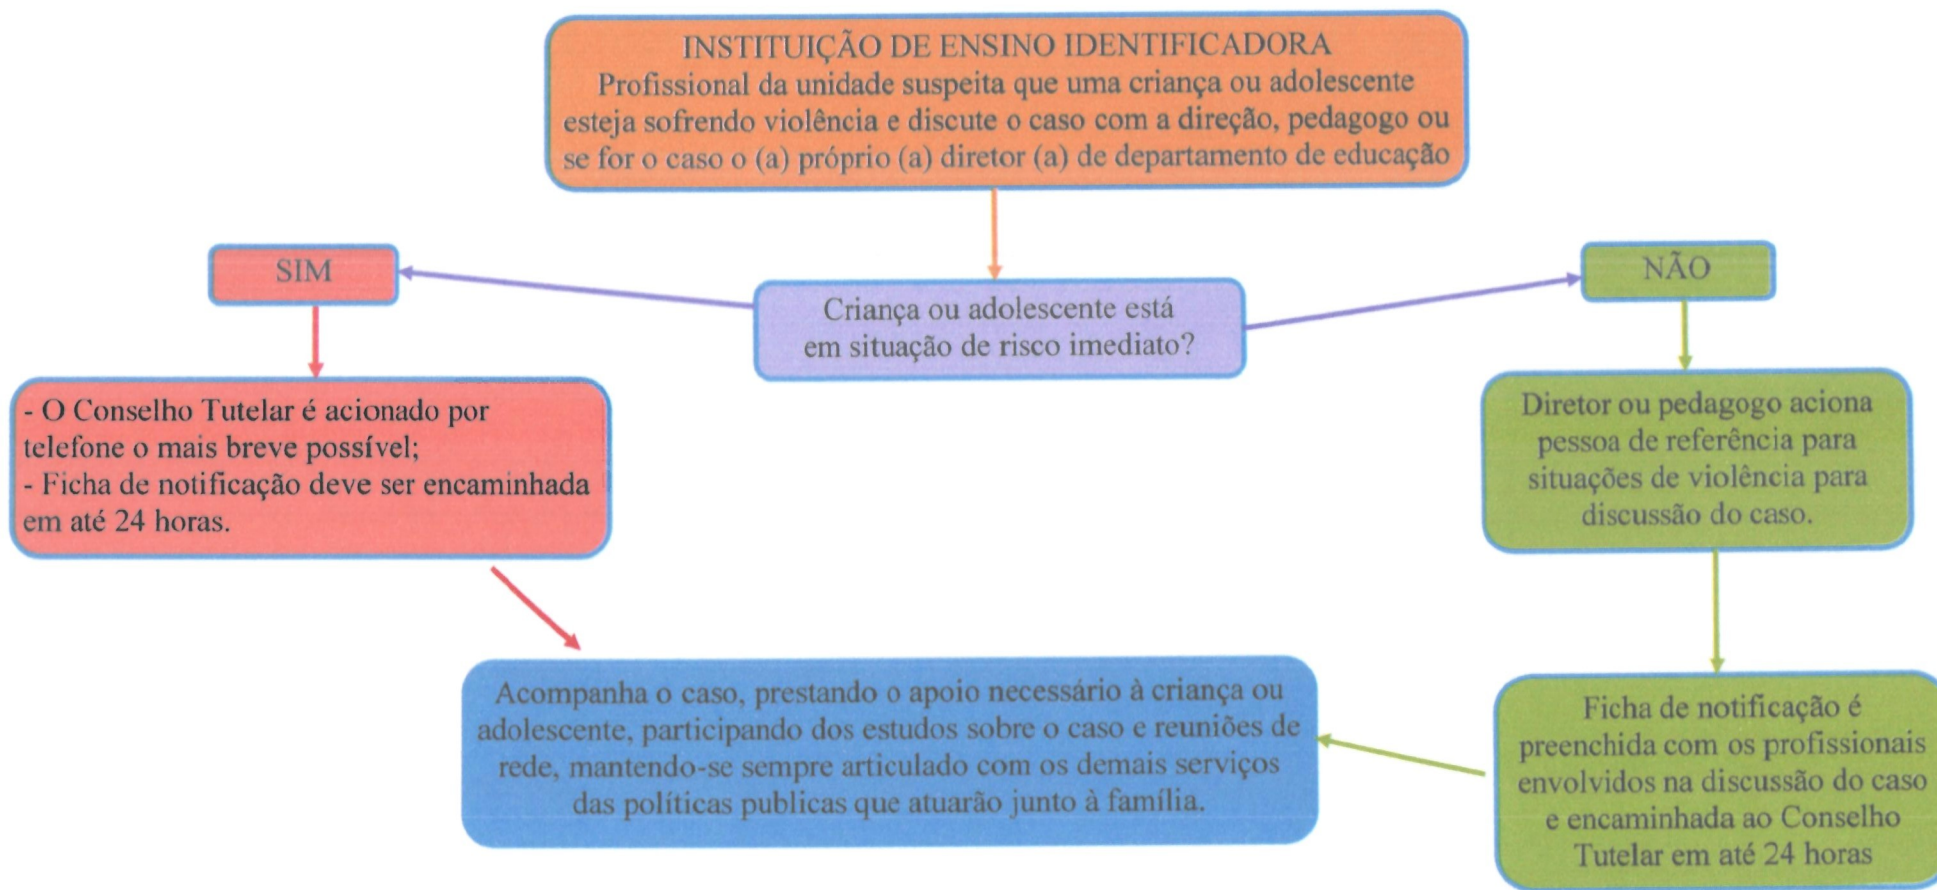 INSTITUIÇÃO DE ENSINO IDENTIFICADORA
Profissional da unidade suspeita que uma criança ou adolescente
esteja sofrendo violência e discute o caso com a direção, pedagogo ou
se for o caso o (a) próprio (a) diretor (a) de departamento de educação
SIM
NÃO
Criança ou adolescente está
em situação de risco imediato?
- O Conselho Tutelar é acionado por
telefone o mais breve possível;
- Ficha de notificação deve ser encaminhada
em até 24 horas.
Diretor ou pedagogo aciona
pessoa de referência para
situações de violência para
discussão do caso.
Acompanha o caso, prestando o apoio necessário à criança ou
adolescente, participando dos estudos sobre o caso e reuniões de
rede, mantendo-se sempre articulado com os demais serviços
das políticas publicas que atuarão junto à família.
Ficha de notificação é
preenchida com os profissionais
envolvidos na discussão do caso
e encaminhada ao Conselho
Tutelar em até 24 horas